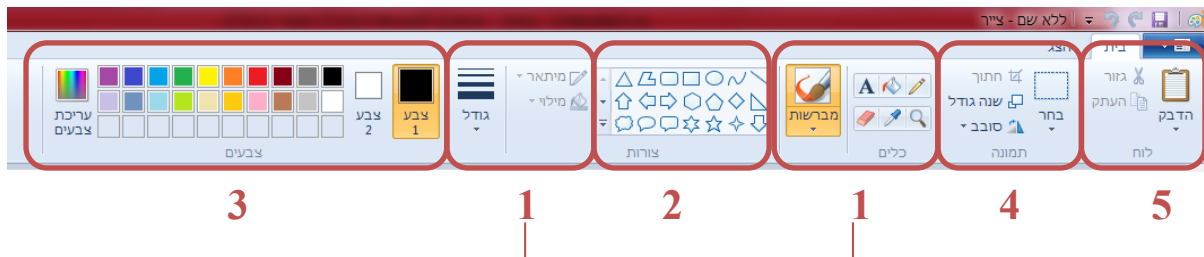 ללא שם - צייר
בית
הצג
הדבק
גזור
העתק
לוח
בחר
חתוך
שנה גודל
סובב
תמונה
A
כלים
מברשות
צורות
מיתאר
מילוי
גודל
צבע 1
צבע 2
עריכת צבעים
צבעים
5
4
1
2
1
3